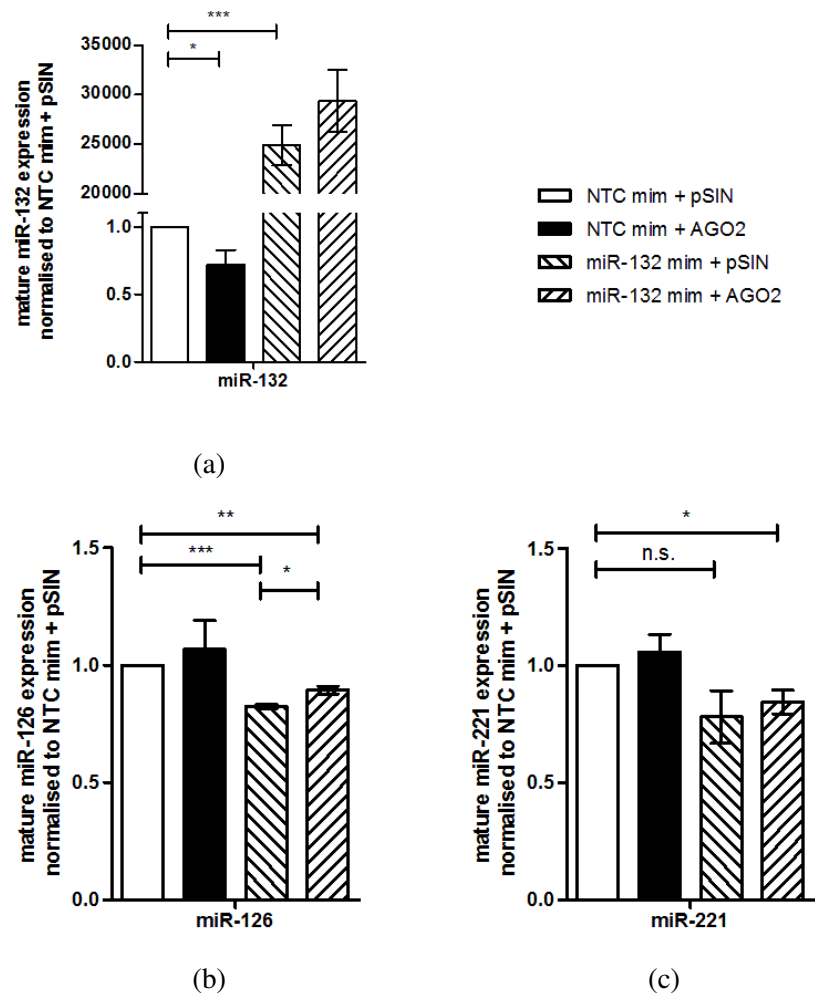 ***
*
35000
30000
25000
20000
1.0
0.5
0.0
mature miR-132 expression
normalised to NTC mim + pSIN
miR-132
(a)
NTC mim + pSIN
NTC mim + AGO2
miR-132 mim + pSIN
miR-132 mim + AGO2
**
***
*
1.5
1.0
0.5
0.0
mature miR-126 expression
normalised to NTC mim + pSIN
miR-126
(b)
*
n.s.
1.5
1.0
0.5
0.0
mature miR-221 expression
normalised to NTC mim + pSIN
miR-221
(c)